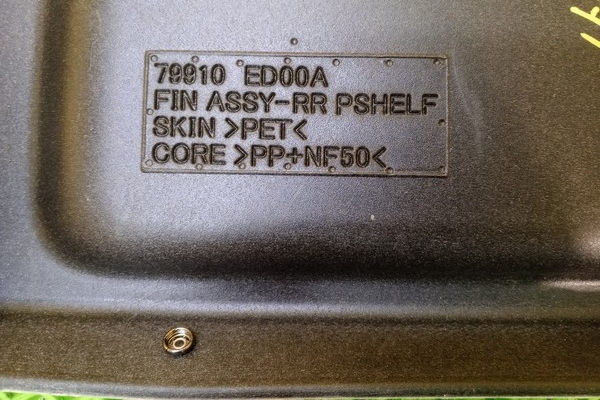 79910 ED00A
FIN ASSY-RR PSHELF
SKIN >PET<
CORE >PP+NF50<